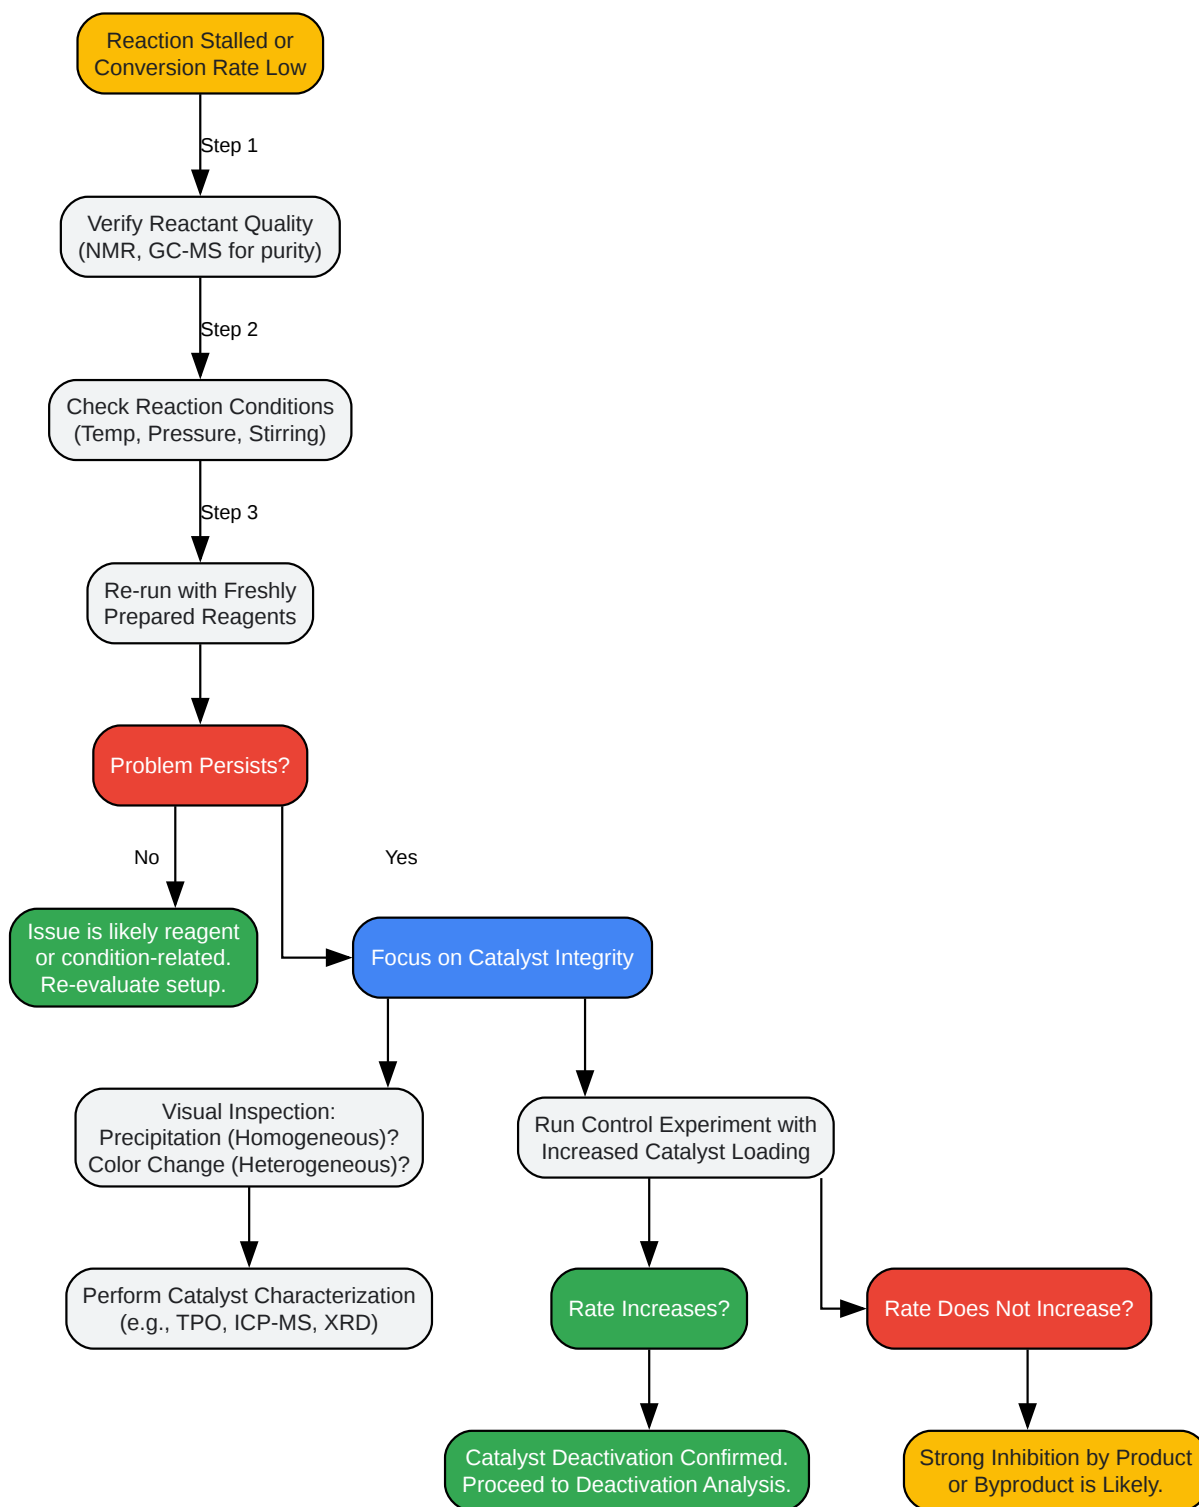 Reaction Stalled or
Conversion Rate Low
Step 1
Verify Reactant Quality
(NMR, GC-MS for purity)
Step 2
Check Reaction Conditions
(Temp, Pressure, Stirring)
Step 3
Re-run with Freshly
Prepared Reagents
Problem Persists?
No
Yes
Issue is likely reagent
or condition-related.
Re-evaluate setup.
Focus on Catalyst Integrity
Visual Inspection:
Precipitation (Homogeneous)?
Color Change (Heterogeneous)?
Run Control Experiment with
Increased Catalyst Loading
Perform Catalyst Characterization
(e.g., TPO, ICP-MS, XRD)
Rate Increases?
Rate Does Not Increase?
Catalyst Deactivation Confirmed.
Proceed to Deactivation Analysis.
Strong Inhibition by Product
or Byproduct is Likely.